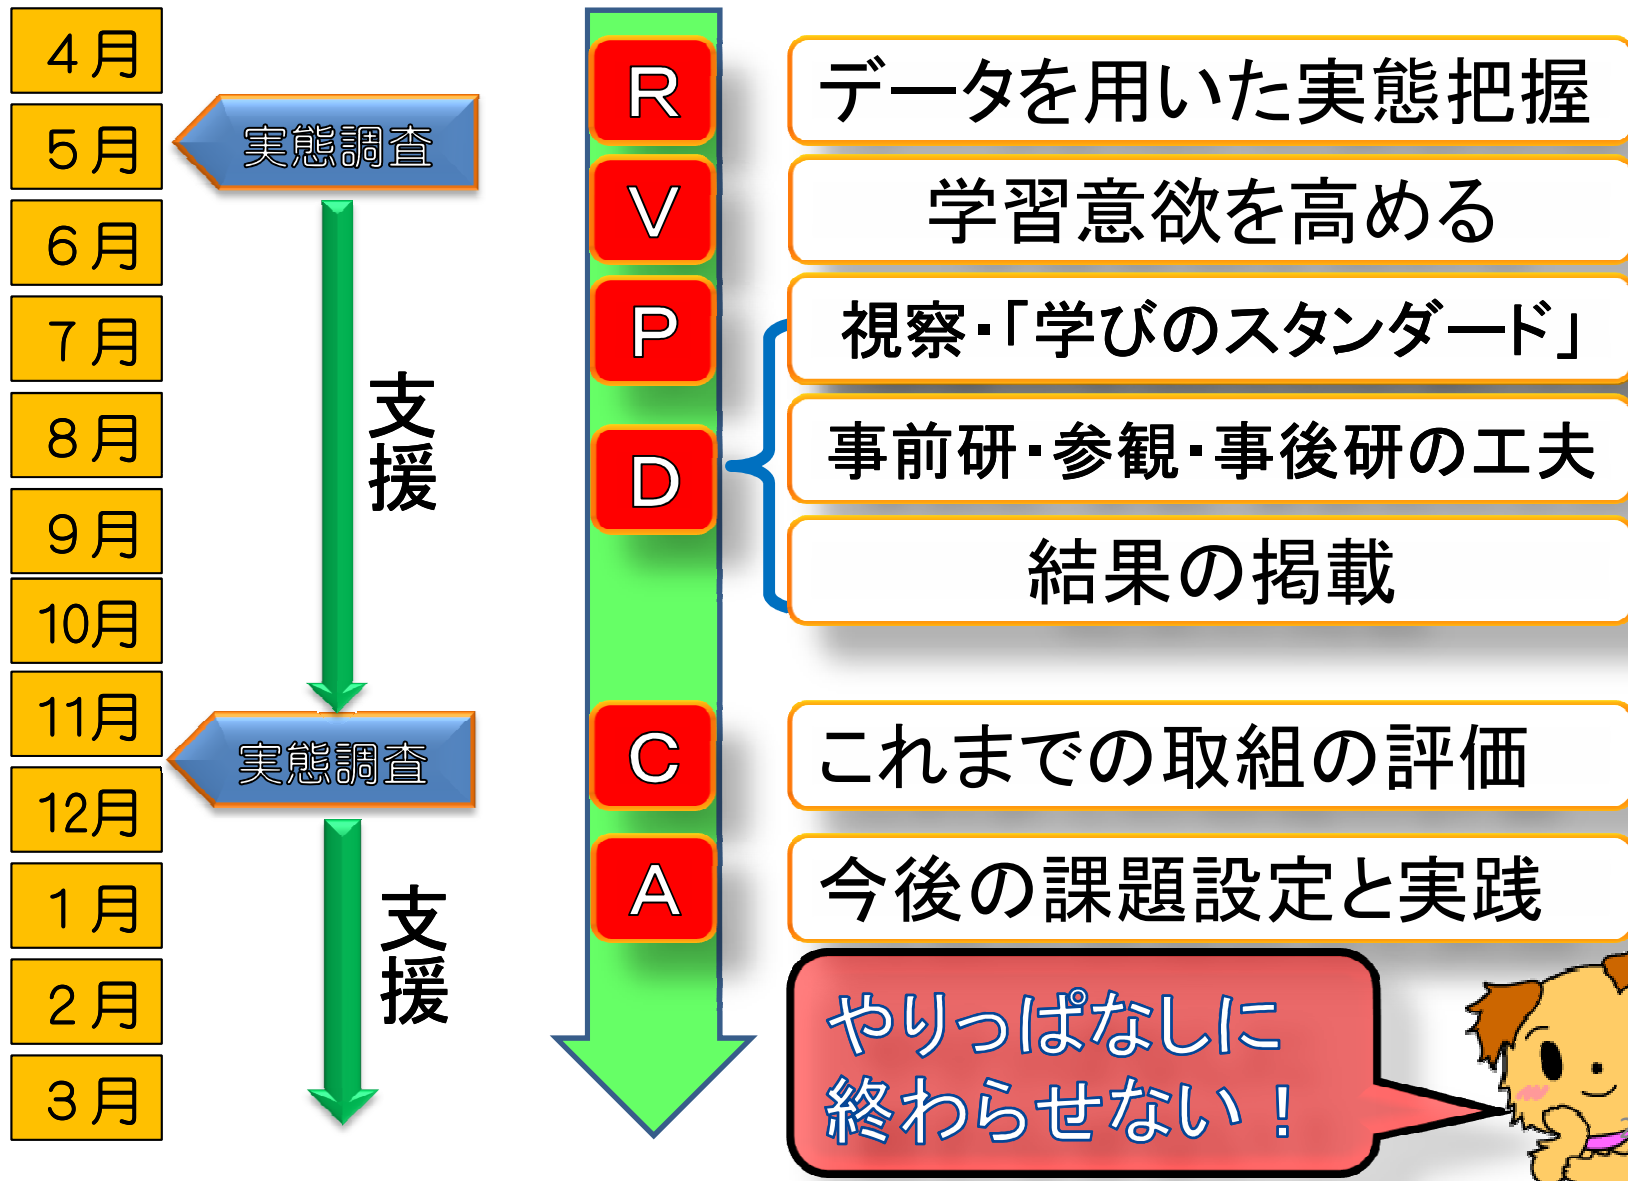 4月
5月
6月
7月
8月
9月
10月
11月
12月
1月
2月
3月
実態調査
支援
実態調査
支援
R
データを用いた実態把握
V
学習意欲を高める
P
視察・「学びのスタンダード」
D
事前研・参観・事後研の工夫
結果の掲載
C
これまでの取組の評価
A
今後の課題設定と実践
やりっぱなしに
終わらせない！